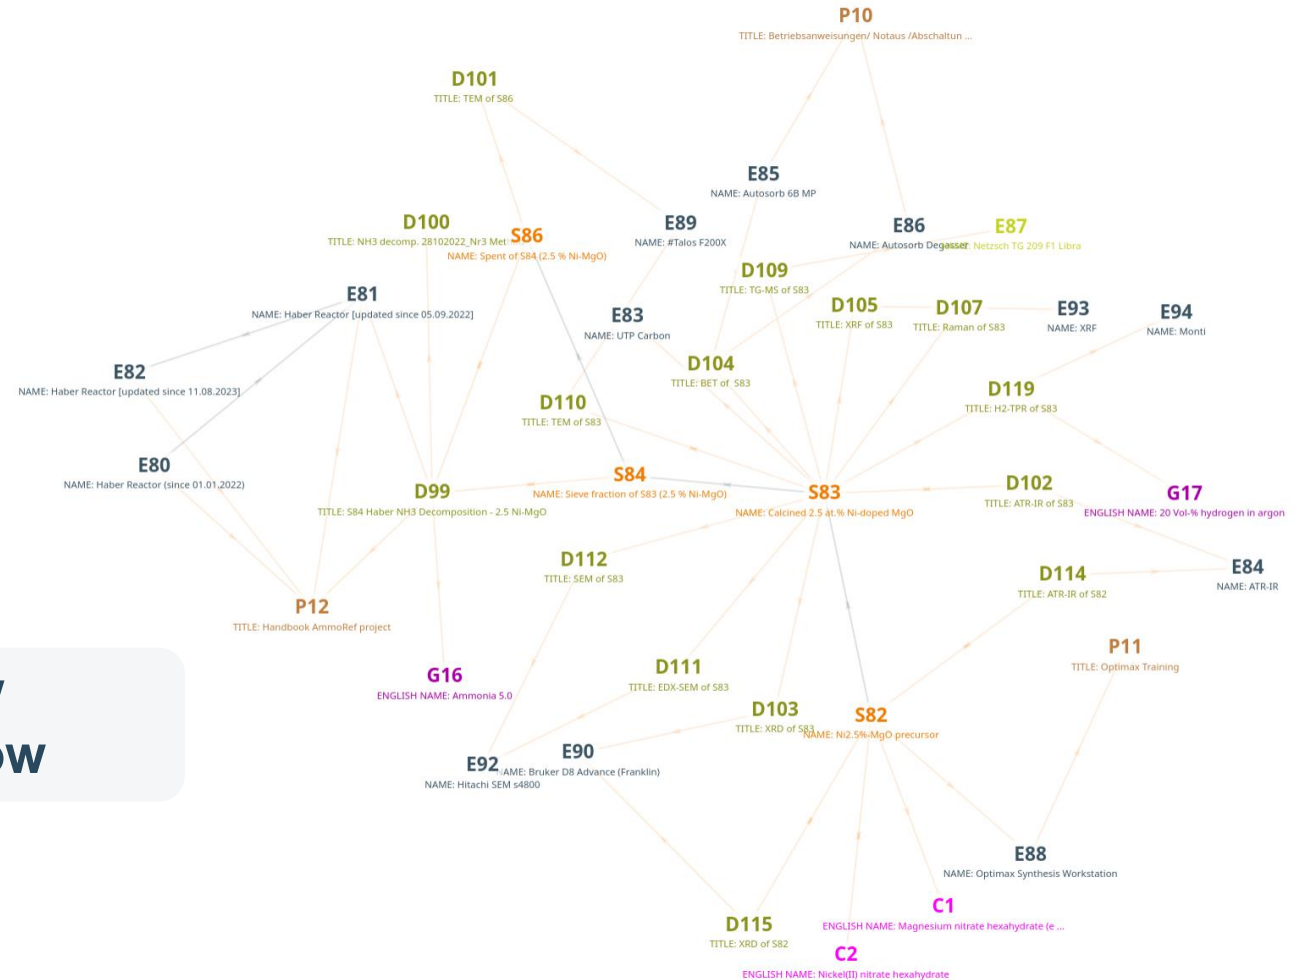 P10
TITLE: Betriebsanweisungen/ Notaus /Abschaltun ...
D101
TITLE: TEM of S86
E85
NAME: Autosorb 6B MP
D100
TITLE: NH3 decomp. 28102022_Nr3 Met
S86
NAME: Spent of S84 (2.5 % Ni-MgO)
E89
NAME: #Talos F200X
E86
NAME: Autosorb Degasser
E87
Netzsch TG 209 F1 Libra
D109
TITLE: TG-MS of S83
E81
NAME: Haber Reactor [updated since 05.09.2022]
E83
NAME: UTP Carbon
D105
TITLE: XRF of S83
D107
TITLE: Raman of S83
E93
NAME: XRF
E94
NAME: Monti
E82
NAME: Haber Reactor [updated since 11.08.2023]
D104
TITLE: BET of S83
D110
TITLE: TEM of S83
D119
TITLE: H2-TPR of S83
E80
NAME: Haber Reactor (since 01.01.2022)
D99
TITLE: S84 Haber NH3 Decomposition - 2.5 Ni-MgO
S84
NAME: Sieve fraction of S83 (2.5 % Ni-MgO)
S83
NAME: Calcined 2.5 at.% Ni-doped MgO
D102
TITLE: ATR-IR of S83
G17
ENGLISH NAME: 20 Vol-% hydrogen in argon
D112
TITLE: SEM of S83
D114
TITLE: ATR-IR of S82
E84
NAME: ATR-IR
P12
TITLE: Handbook AmmoRef project
P11
TITLE: Optimax Training
G16
ENGLISH NAME: Ammonia 5.0
D111
TITLE: EDX-SEM of S83
D103
TITLE: XRD of S83
S82
NAME: Ni2.5%-MgO precursor
ow
E92
NAME: Hitachi SEM s4800
E90
NAME: Bruker D8 Advance (Franklin)
E88
NAME: Optimax Synthesis Workstation
C1
ENGLISH NAME: Magnesium nitrate hexahydrate (e ...
D115
TITLE: XRD of S82
C2
ENGLISH NAME: Nickel(II) nitrate hexahydrate